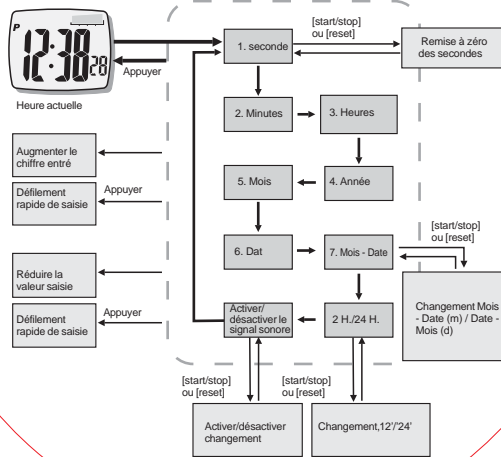 P
12:38 28
Heure actuelle
Appuyer
1. seconde
[start/stop]
ou [reset]
Remise à zéro
des secondes
2. Minutes
3. Heures
Augmenter le
chiffre entré
Défilement
rapide de saisie
Appuyer
5. Mois
4. Année
6. Dat
7. Mois - Date
[start/stop]
ou [reset]
Réduire la
valeur saisie
Défilement
rapide de saisie
Appuyer
Activer/
désactiver le
signal sonore
2 H./24 H.
Changement Mois
- Date (m) / Date -
Mois (d)
[start/stop]
ou [reset]
[start/stop]
ou [reset]
Activer/désactiver
changement
Changement,12'/'24'